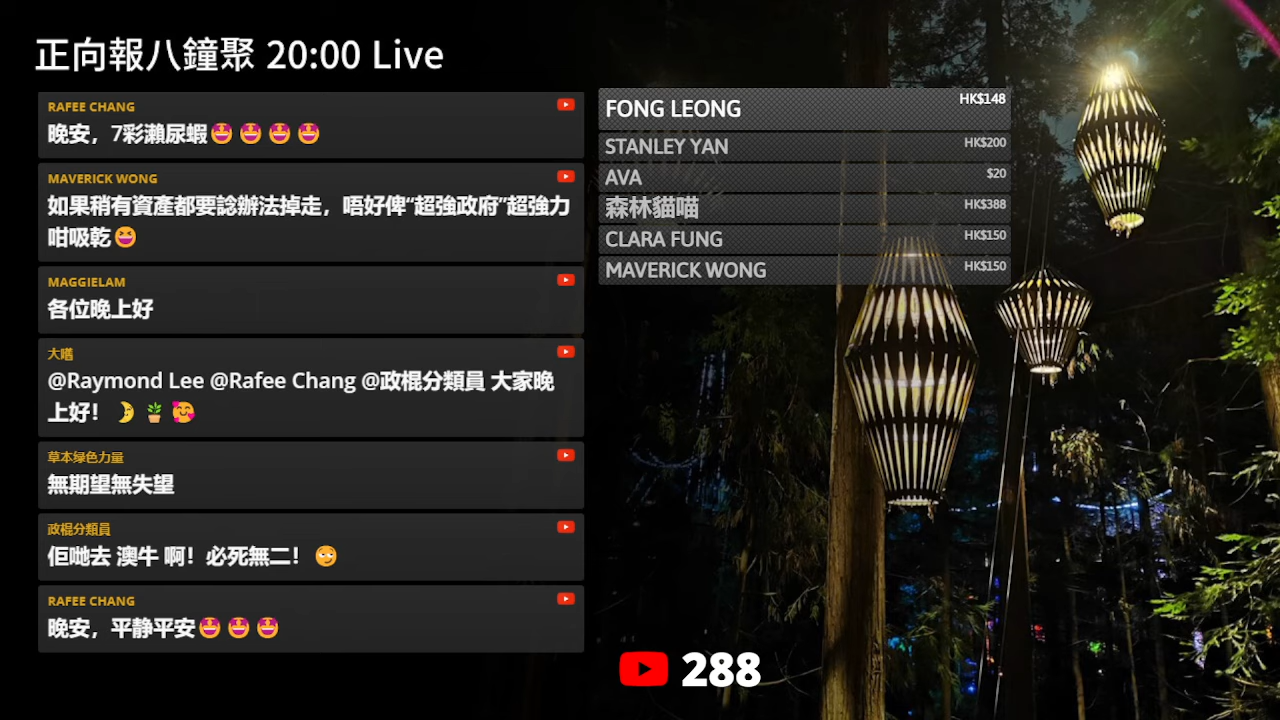 正向報八鐘聚 20:00 Live
RAFEE CHANG
晚安，7彩瀨尿蝦🤩🤩🤩🤩
MAVERICK WONG
如果稍有資產都要諗辦法掉走，唔好俾“超強政府”超強力
咁吸乾😆
MAGGIELAM
各位晚上好
大嚿
@Raymond Lee @Rafee Chang @政棍分類員 大家晚
上好！🌛🪴🥰
草本绿色力量
無期望無失望
政棍分類員
佢哋去 澳牛 啊！必死無二！🙄
RAFEE CHANG
晚安，平静平安🤩🤩🤩
FONG LEONG HK$148
STANLEY YAN HK$200
AVA $20
森林貓喵 HK$388
CLARA FUNG HK$150
MAVERICK WONG HK$150
288